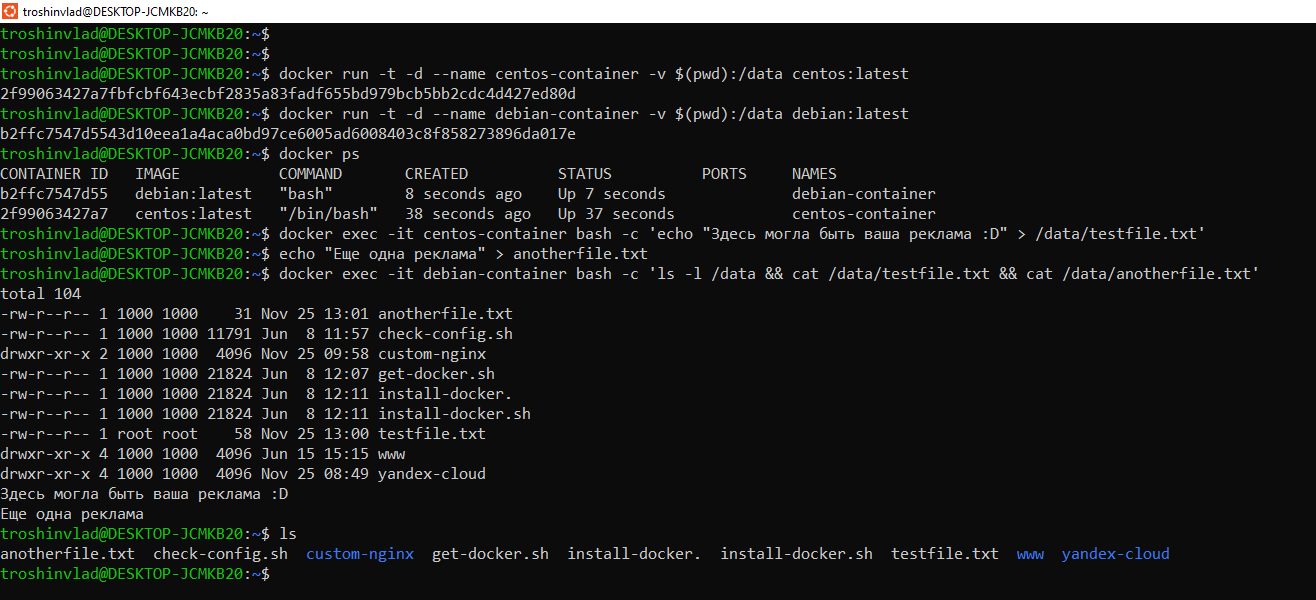 troshinvlad@DESKTOP-JCMKB20: ~
troshinvlad@DESKTOP-JCMKB20:~$
troshinvlad@DESKTOP-JCMKB20:~$
troshinvlad@DESKTOP-JCMKB20:~$ docker run -t -d --name centos-container -v $(pwd):/data centos:latest
2f99063427a7fbfcbf643ecbf2835a83fadf655bd979bcb5bb2cdc4d427ed80d
troshinvlad@DESKTOP-JCMKB20:~$ docker run -t -d --name debian-container -v $(pwd):/data debian:latest
b2ffc7547d5543d10eea1a4aca0bd97ce6005ad6008403c8f858273896da017e
troshinvlad@DESKTOP-JCMKB20:~$ docker ps
CONTAINER ID   IMAGE           COMMAND       CREATED          STATUS          PORTS     NAMES
b2ffc7547d55   debian:latest   "bash"        8 seconds ago    Up 7 seconds              debian-container
2f99063427a7   centos:latest   "/bin/bash"   38 seconds ago   Up 37 seconds             centos-container
troshinvlad@DESKTOP-JCMKB20:~$ docker exec -it centos-container bash -c 'echo "Здесь могла быть ваша реклама :D" > /data/testfile.txt'
troshinvlad@DESKTOP-JCMKB20:~$ echo "Еще одна реклама" > anotherfile.txt
troshinvlad@DESKTOP-JCMKB20:~$ docker exec -it debian-container bash -c 'ls -l /data && cat /data/testfile.txt && cat /data/anotherfile.txt'
total 104
-rw-r--r-- 1 1000 1000    31 Nov 25 13:01 anotherfile.txt
-rw-r--r-- 1 1000 1000 11791 Jun  8 11:57 check-config.sh
drwxr-xr-x 2 1000 1000  4096 Nov 25 09:58 custom-nginx
-rw-r--r-- 1 1000 1000 21824 Jun  8 12:07 get-docker.sh
-rw-r--r-- 1 1000 1000 21824 Jun  8 12:11 install-docker.
-rw-r--r-- 1 1000 1000 21824 Jun  8 12:11 install-docker.sh
-rw-r--r-- 1 root root    58 Nov 25 13:00 testfile.txt
drwxr-xr-x 4 1000 1000  4096 Jun 15 15:15 www
drwxr-xr-x 4 1000 1000  4096 Nov 25 08:49 yandex-cloud
Здесь могла быть ваша реклама :D
Еще одна реклама
troshinvlad@DESKTOP-JCMKB20:~$ ls
anotherfile.txt  check-config.sh  custom-nginx  get-docker.sh  install-docker.  install-docker.sh  testfile.txt  www  yandex-cloud
troshinvlad@DESKTOP-JCMKB20:~$